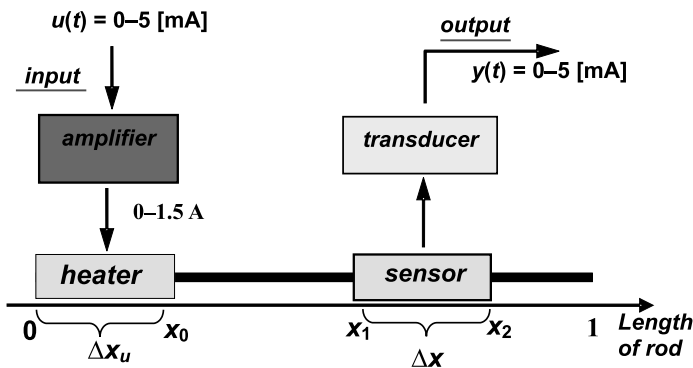 u(t) = 0–5 [mA]
input
amplifier
0–1.5 A
heater
output
y(t) = 0–5 [mA]
transducer
sensor
0
Δxᵤ
x₀
x₁
Δx
x₂
1
Length
of rod